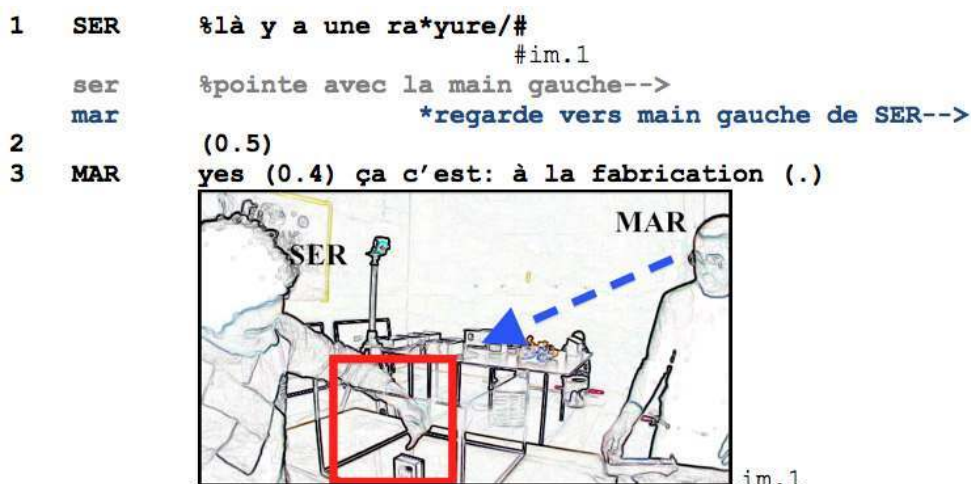 1 SER %là y a une ra*yure/#
#im.1
ser %pointe avec la main gauche-->
mar *regarde vers main gauche de SER-->
2 (0.5)
3 MAR yes (0.4) ça c'est: à la fabrication (.)
MAR
SER
im.1